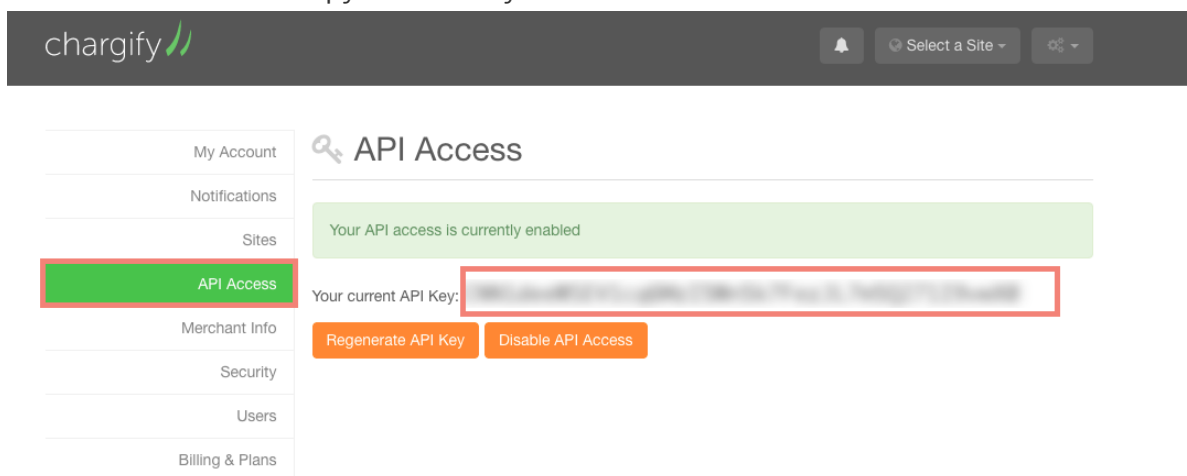 chargify
Select a Site
My Account
Notifications
Sites
API Access
Merchant Info
Security
Users
Billing & Plans
API Access
Your API access is currently enabled
Your current API Key:
Regenerate API Key
Disable API Access